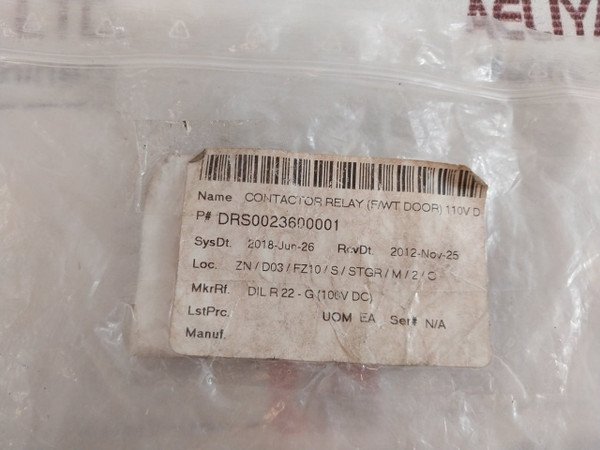 Name CONTACTOR RELAY (F/WT DOOR) 110V D
P# DRS0023600001
SysDt. 2018-Jun-26 RcvDt. 2012-Nov-25
Loc. ZN / D03 / FZ10 / S / STGR / M / 2 /
MkrRf. DIL R 22 - G (100V DC)
LstPrc. UOM EA Ser# N/A
Manuf.